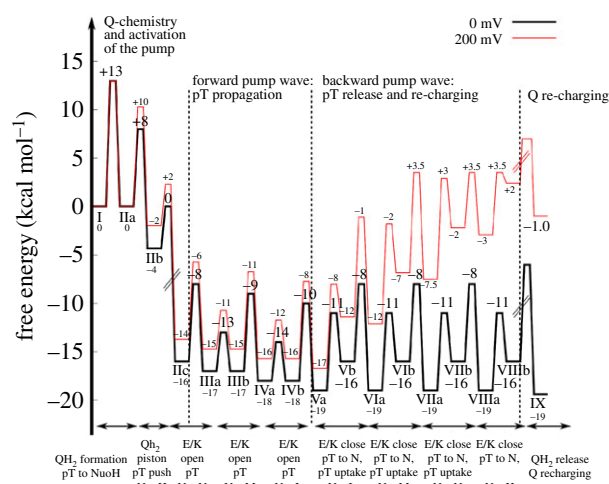 Q-chemistry
and activation
of the pump
0 mV
200 mV
forward pump wave:
pT propagation
backward pump wave:
pT release and re-charging
Q re-charging
free energy (kcal mol−1)
15
10
5
0
−5
−10
−15
−20
I
0
+13
IIa
0
+10
+8
−2
IIb
−4
+2
0
−14
IIc
−16
−6
−8
−15
IIIa
−17
−11
−13
−15
IIIb
−17
−11
−9
−16
IVa
−18
−12
−14
−16
IVb
−18
−8
−10
−17
Va
−19
−8
−11
−12
Vb
−16
−1
−8
−12
VIa
−19
−2
−11
−7
VIb
−16
+3.5
−8
−7.5
VIIa
−19
+3
−11
−2
VIIb
−16
+3.5
−8
−3
VIIIa
−19
+3.5
−11
+2
VIIIb
−16
−1.0
IX
−19
QH2 formation
pT to NuoH
Qh2
piston
pT push
E/K
open
pT
E/K
open
pT
E/K
open
pT
E/K close
pT to N,
pT uptake
E/K close
pT to N,
pT uptake
E/K close
pT to N,
pT uptake
E/K close
pT to N,
QH2 release
Q recharging